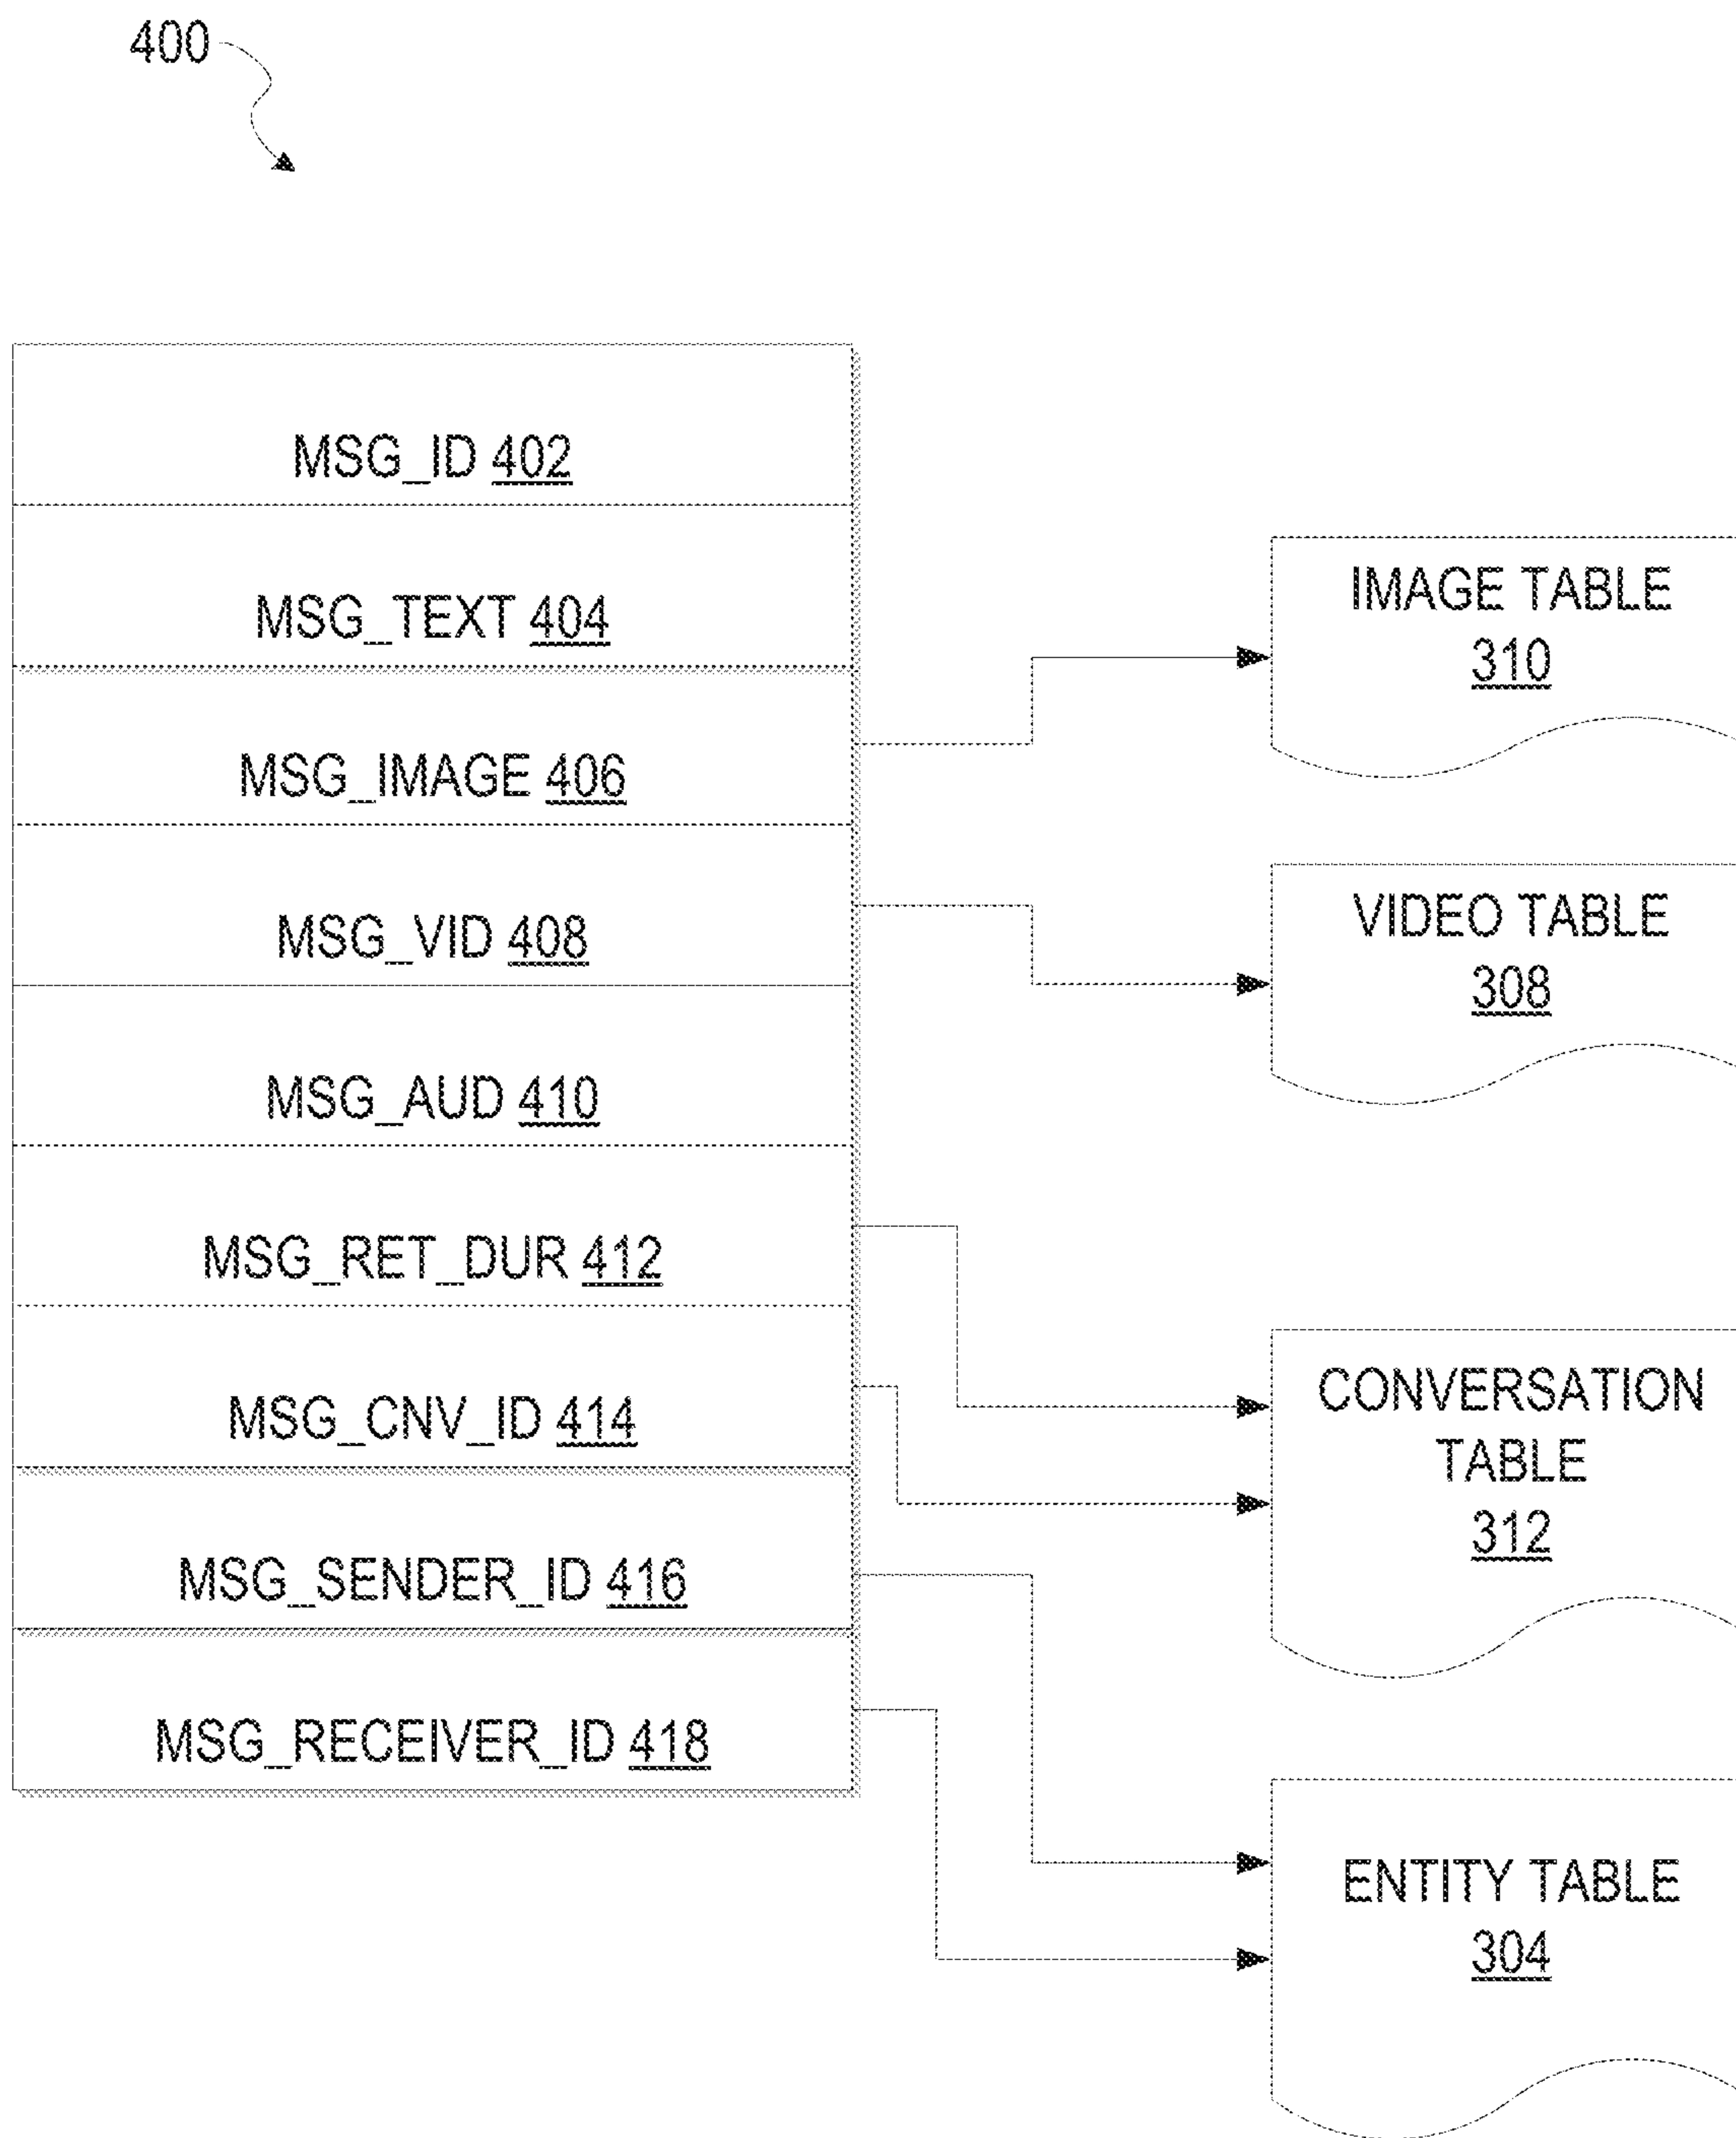 400
MSG_ID 402
MSG_TEXT 404
MSG_IMAGE 406
MSG_VID 408
MSG_AUD 410
MSG_RET_DUR 412
MSG_CNV_ID 414
MSG_SENDER_ID 416
MSG_RECEIVER_ID 418
IMAGE TABLE
310
VIDEO TABLE
308
CONVERSATION
TABLE
312
ENTITY TABLE
304